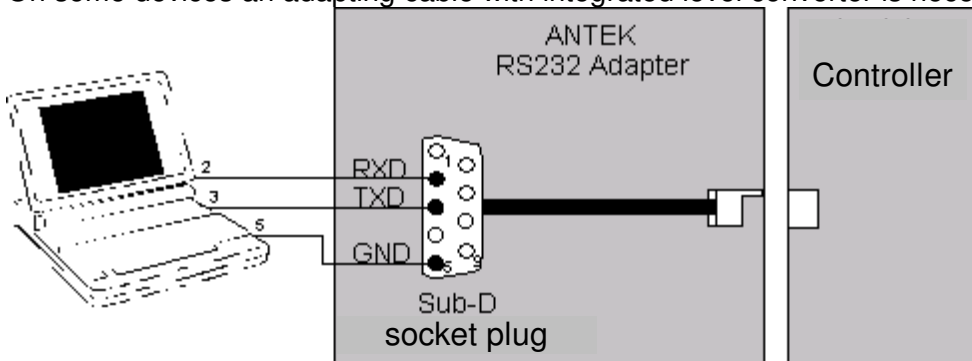 On some devices an adapting cable with integrated level converter is
ANTEK
RS232 Adapter
Controller
2
RXD
1
3
TXD
5
GND
5
9
Sub-D
socket plug